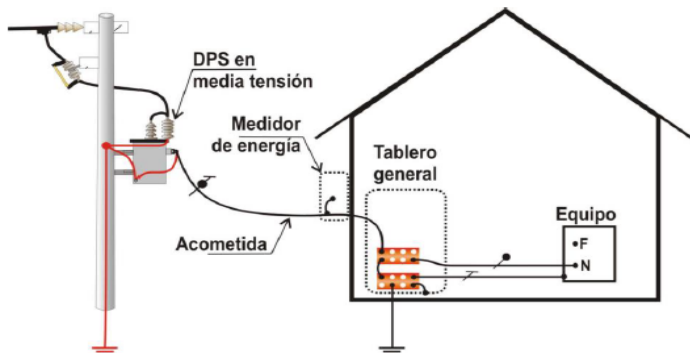 DPS en
media tensión
Medidor
de energía
Tablero
general
Acometida
Equipo
F
N